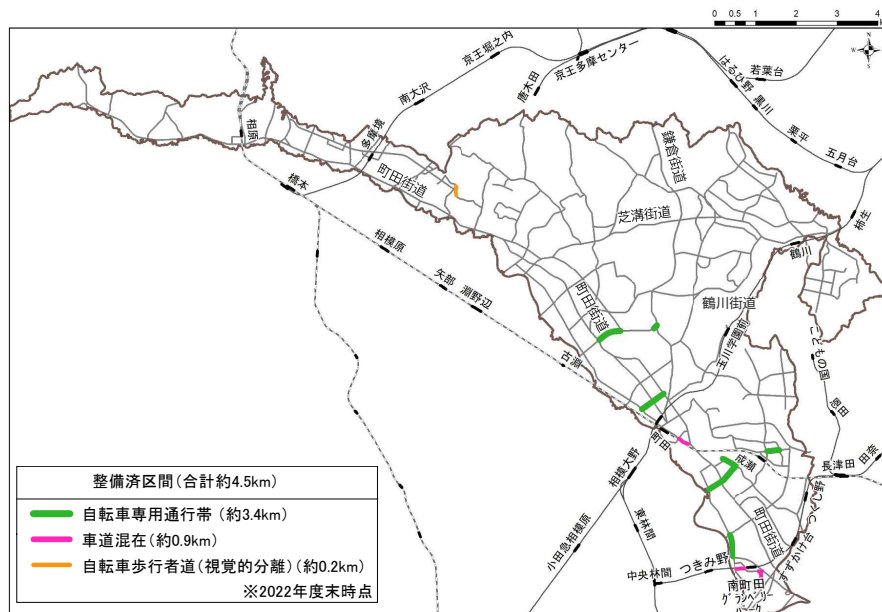 0 0.5 1 2 3 4
N
W
E
S
京王堀之内
京王多摩センター
若葉台
はるひ野
南大沢
唐木田
黒川
栗平
五月台
多摩境
相原
鎌倉街道
町田街道
橋本
芝溝街道
柿生
相模原
鶴川
矢部
淵野辺
町田街道
鶴川街道
玉川学園前
こどもの国
古淵
恩田
町田
成瀬
相模大野
長津田
田奈
つくし野
東林間
町田街道
すずかけ台
小田急相模原
つきみ野
中央林間
南町田
グランベリー
整備済区間(合計約4.5km)
自転車専用通行帯 (約3.4km)
車道混在(約0.9km)
自転車歩行者道(視覚的分離)(約0.2km)
※2022年度末時点